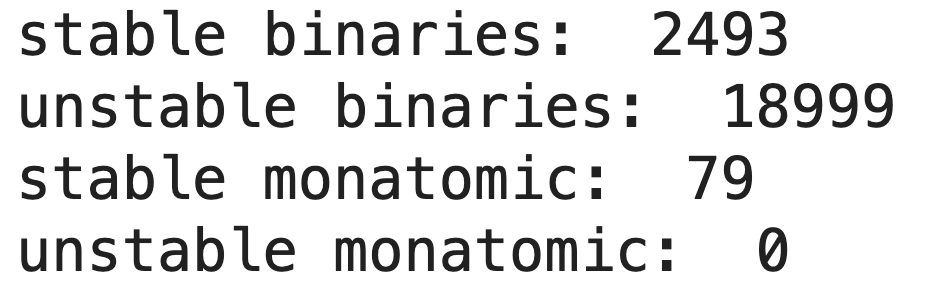 stable binaries:  2493
unstable binaries:  18999
stable monatomic:  79
unstable monatomic:  0